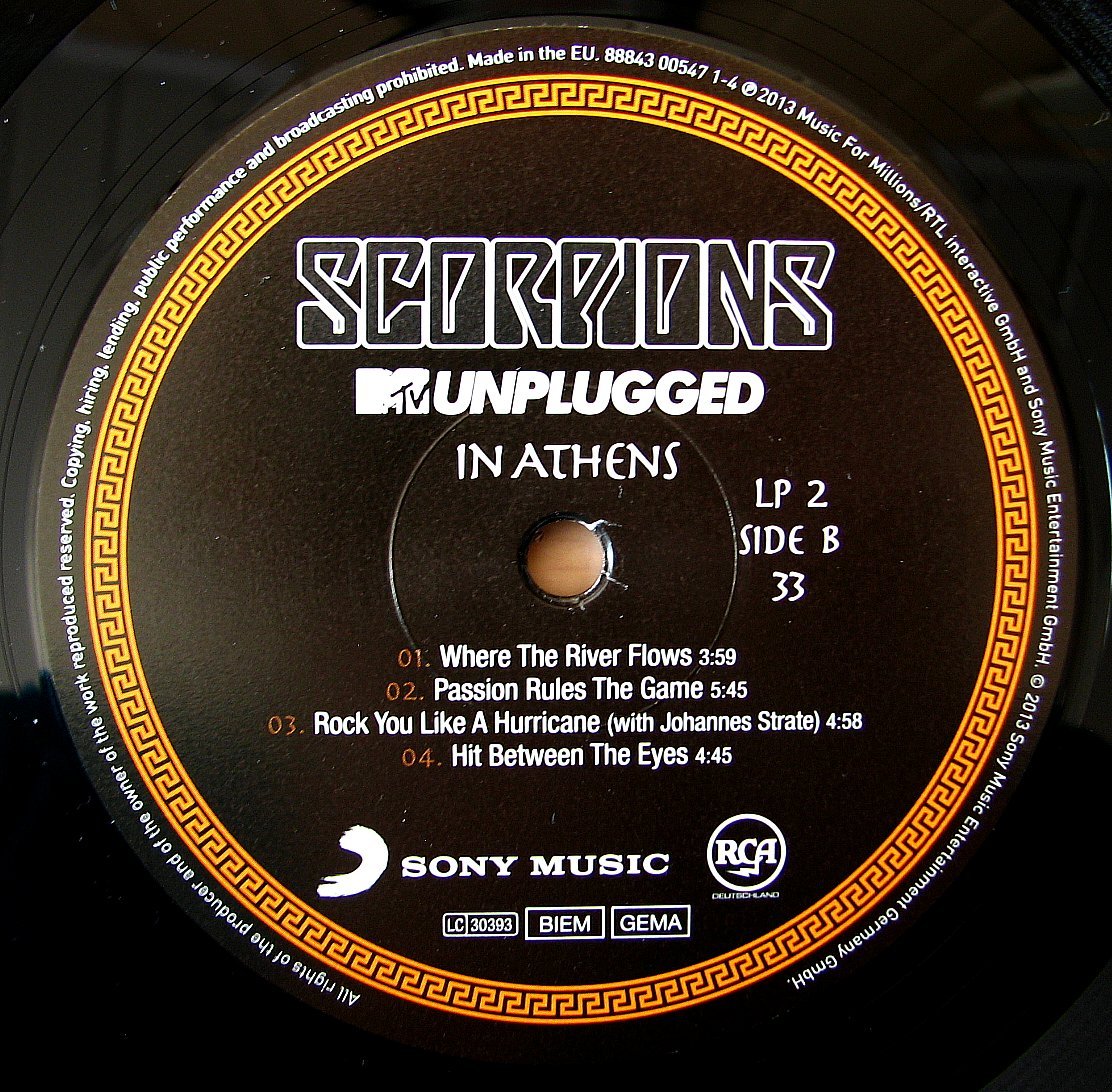 All rights of the producer and of the owner of the work reproduced reserved. Copying, hiring, lending, public performance and broadcasting prohibited. Made in the EU. 88843 00547 1-4 ℗ 2013 Music For Millions/RTL interactive GmbH and Sony Music Entertainment GmbH. © 2013 Sony Music Entertainment Germany GmbH.
SCORPIONS
MTV UNPLUGGED
IN ATHENS
LP 2
SIDE B
33
01. Where The River Flows 3:59
02. Passion Rules The Game 5:45
03. Rock You Like A Hurricane (with Johannes Strate) 4:58
04. Hit Between The Eyes 4:45
SONY MUSIC
RCA
DEUTSCHLAND
LC 30393 BIEM GEMA